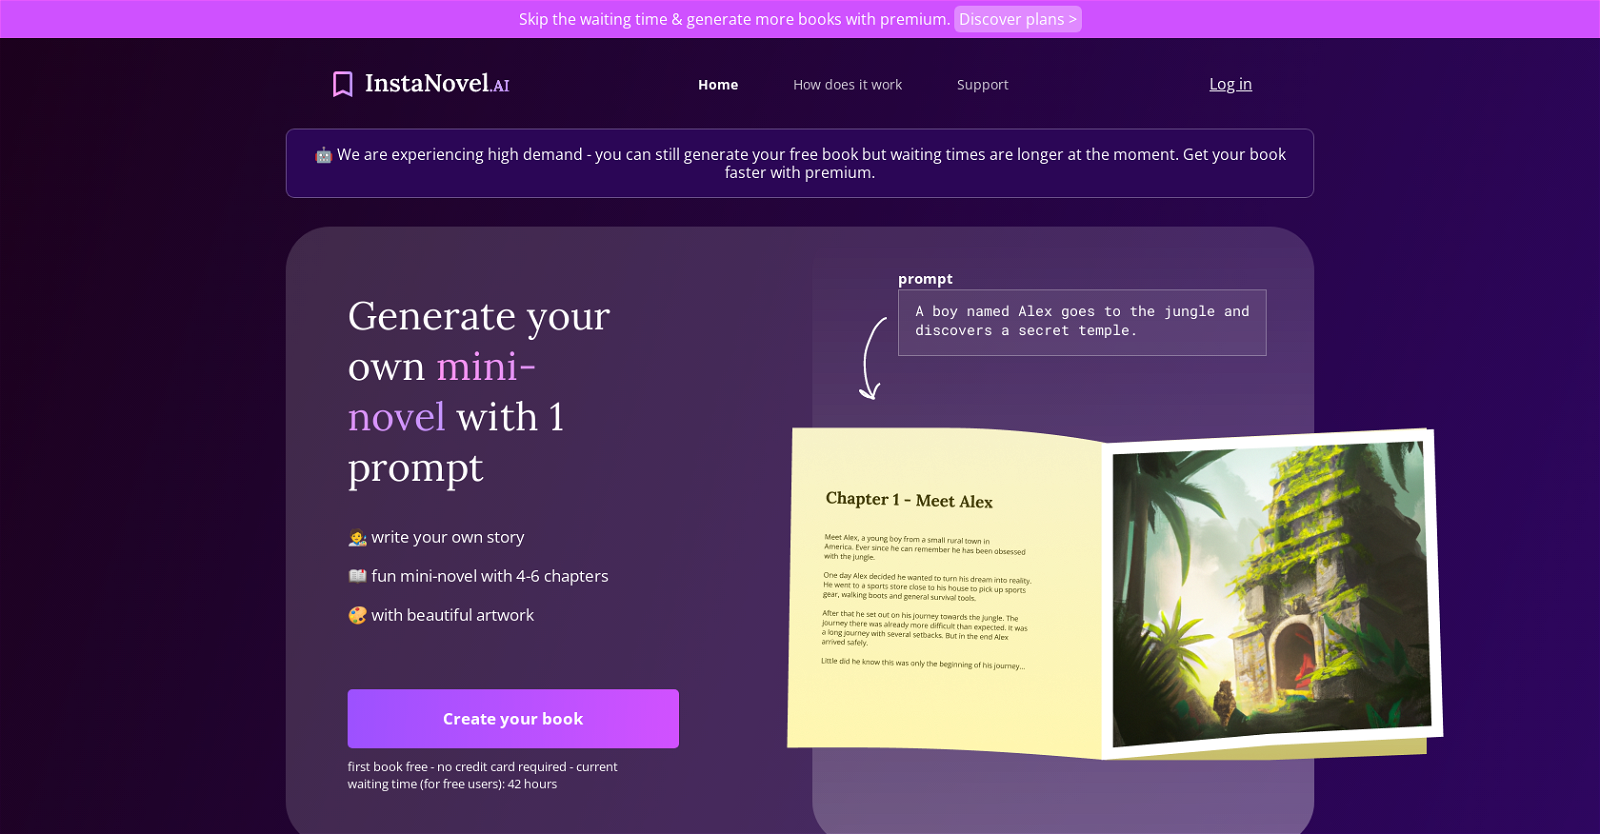 Skip the waiting time & generate more books with premium. Discover plans >
InstaNovel.AI
Home
How does it work
Support
Log in
🤖 We are experiencing high demand - you can still generate your free book but waiting times are longer at the moment. Get your book
faster with premium.
Generate your
own mini-
novel with 1
prompt
🧑‍🎨 write your own story
📖 fun mini-novel with 4-6 chapters
🎨 with beautiful artwork
Create your book
first book free - no credit card required - current
waiting time (for free users): 42 hours
prompt
A boy named Alex goes to the jungle and
discovers a secret temple.
Chapter 1 - Meet Alex
Meet Alex, a young boy from a small rural town in
America. Ever since he can remember he has been obsessed
with the jungle.
One day Alex decided he wanted to turn his dream into reality.
He went to a sports store close to his house to pick up sports
gear, walking boots and general survival tools.
After that he set out on his journey towards the jungle. The
journey there was already more difficult than expected. It was
a long journey with several setbacks. But in the end Alex
arrived safely.
Little did he know this was only the beginning of his journey...